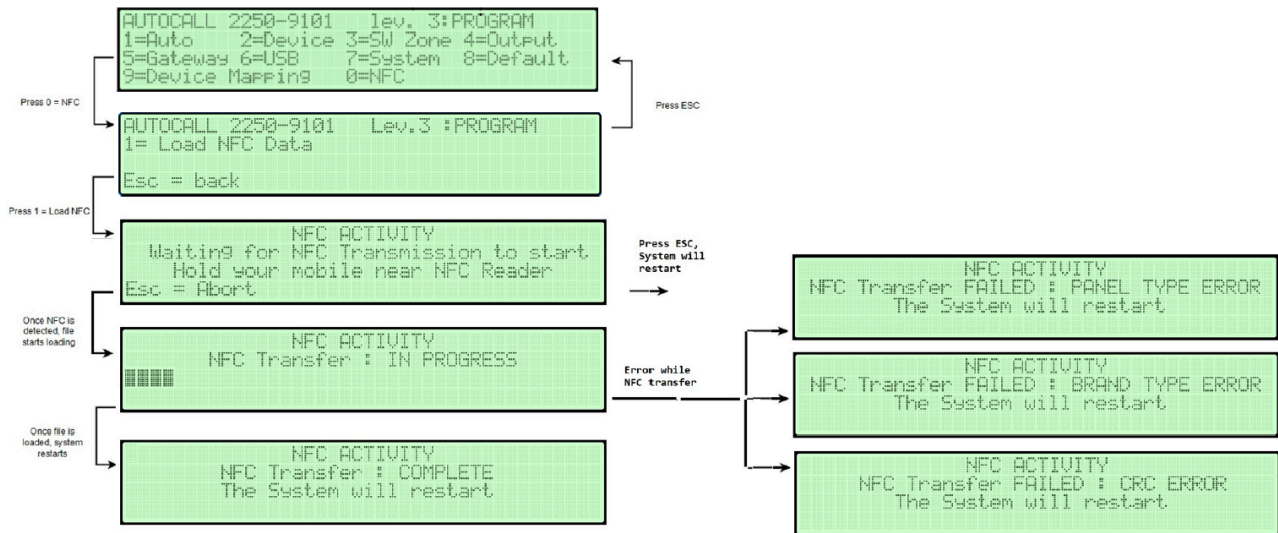 AUTOCALL 2250-9101 lev. 3:PROGRAM
1=Auto 2=Device 3=SW Zone 4=Output
5=Gateway 6=USB 7=System 8=Default
9=Device Mapping 0=NFC
Press 0 = NFC
Press ESC
AUTOCALL 2250-9101 Lev.3 :PROGRAM
1= Load NFC Data
Esc = back
Press 1 = Load NFC
NFC ACTIVITY
Waiting for NFC Transmission to start
Hold your mobile near NFC Reader
Esc = Abort
Press ESC,
System will
restart
Once NFC is
detected, file
starts loading
NFC ACTIVITY
NFC Transfer : IN PROGRESS
Error while
NFC transfer
Once file is
loaded, system
restarts
NFC ACTIVITY
NFC Transfer : COMPLETE
The System will restart
NFC ACTIVITY
NFC Transfer FAILED : PANEL TYPE ERROR
The System will restart
NFC ACTIVITY
NFC Transfer FAILED : BRAND TYPE ERROR
The System will restart
NFC ACTIVITY
NFC Transfer FAILED : CRC ERROR
The System will restart